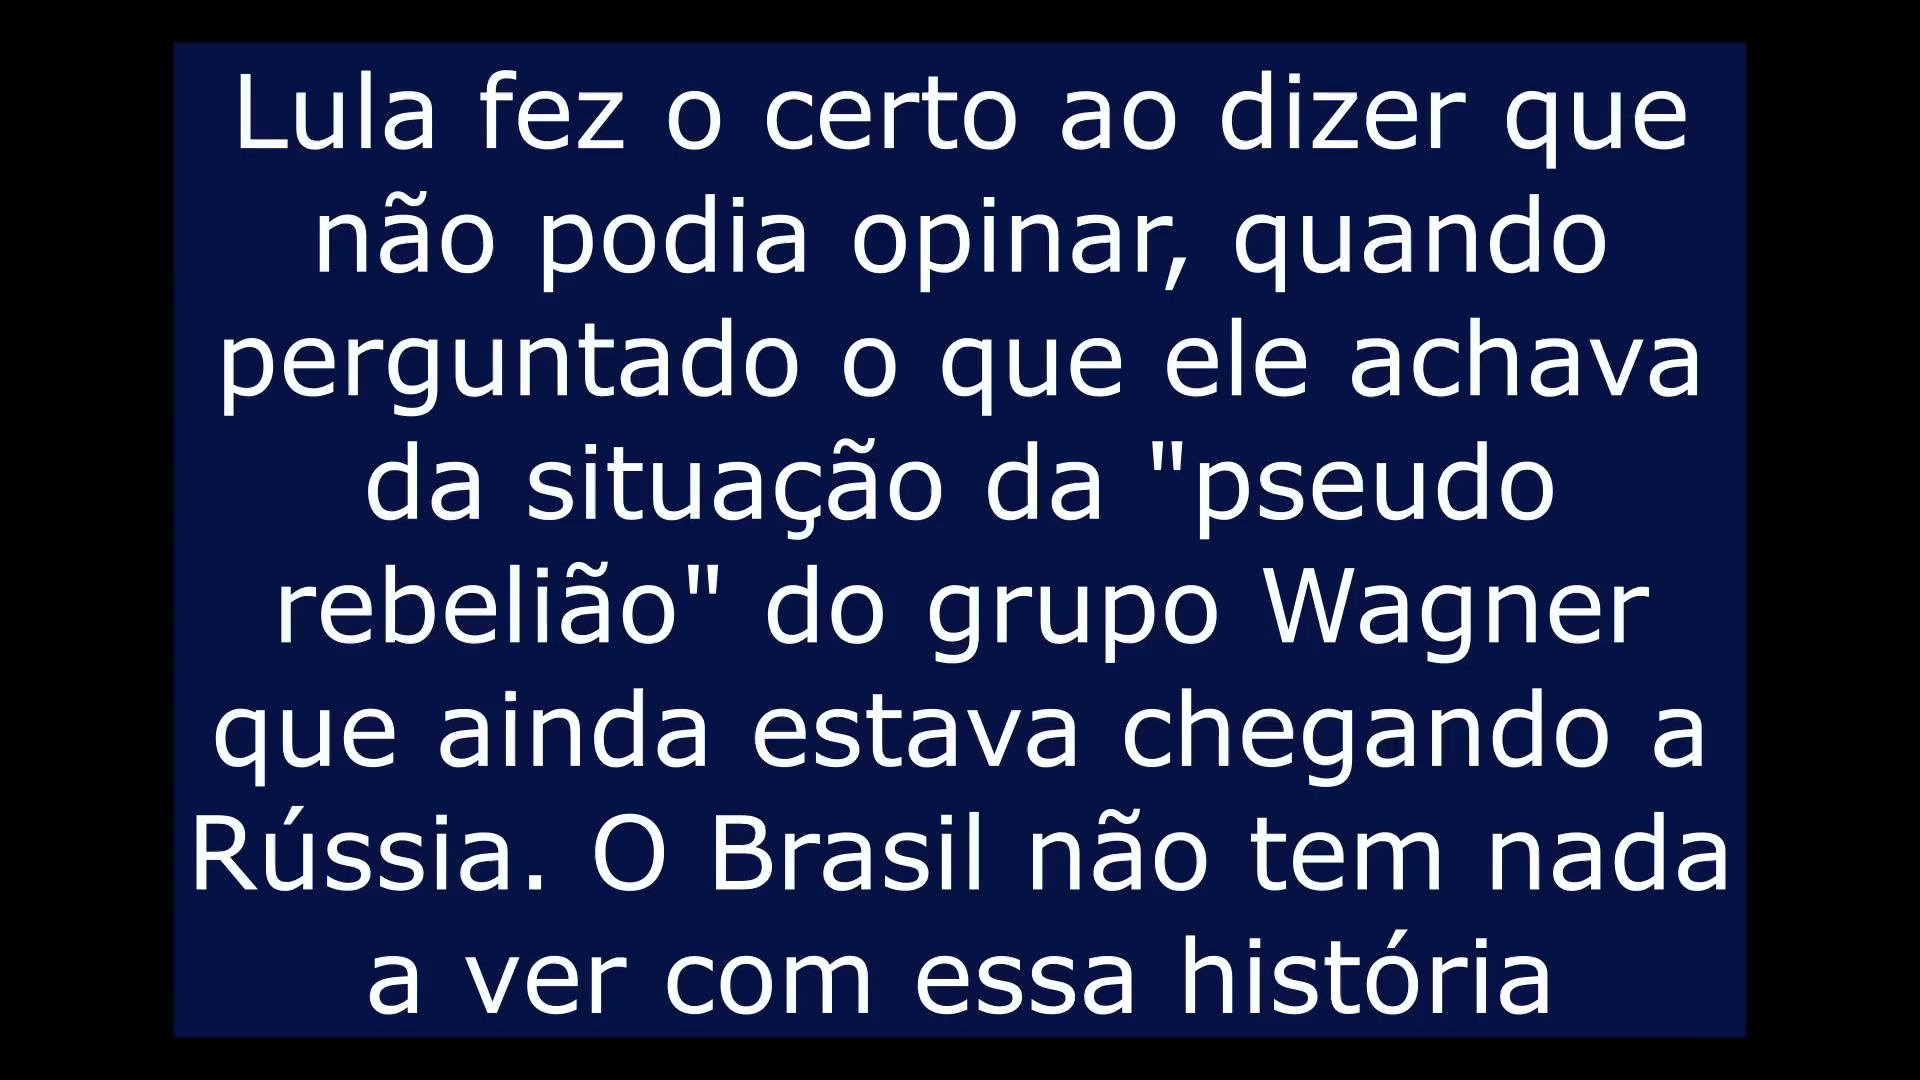 Lula fez o certo ao dizer que
não podia opinar, quando
perguntado o que ele achava
da situação da "pseudo
rebelião" do grupo Wagner
que ainda estava chegando a
Rússia. O Brasil não tem nada
a ver com essa história